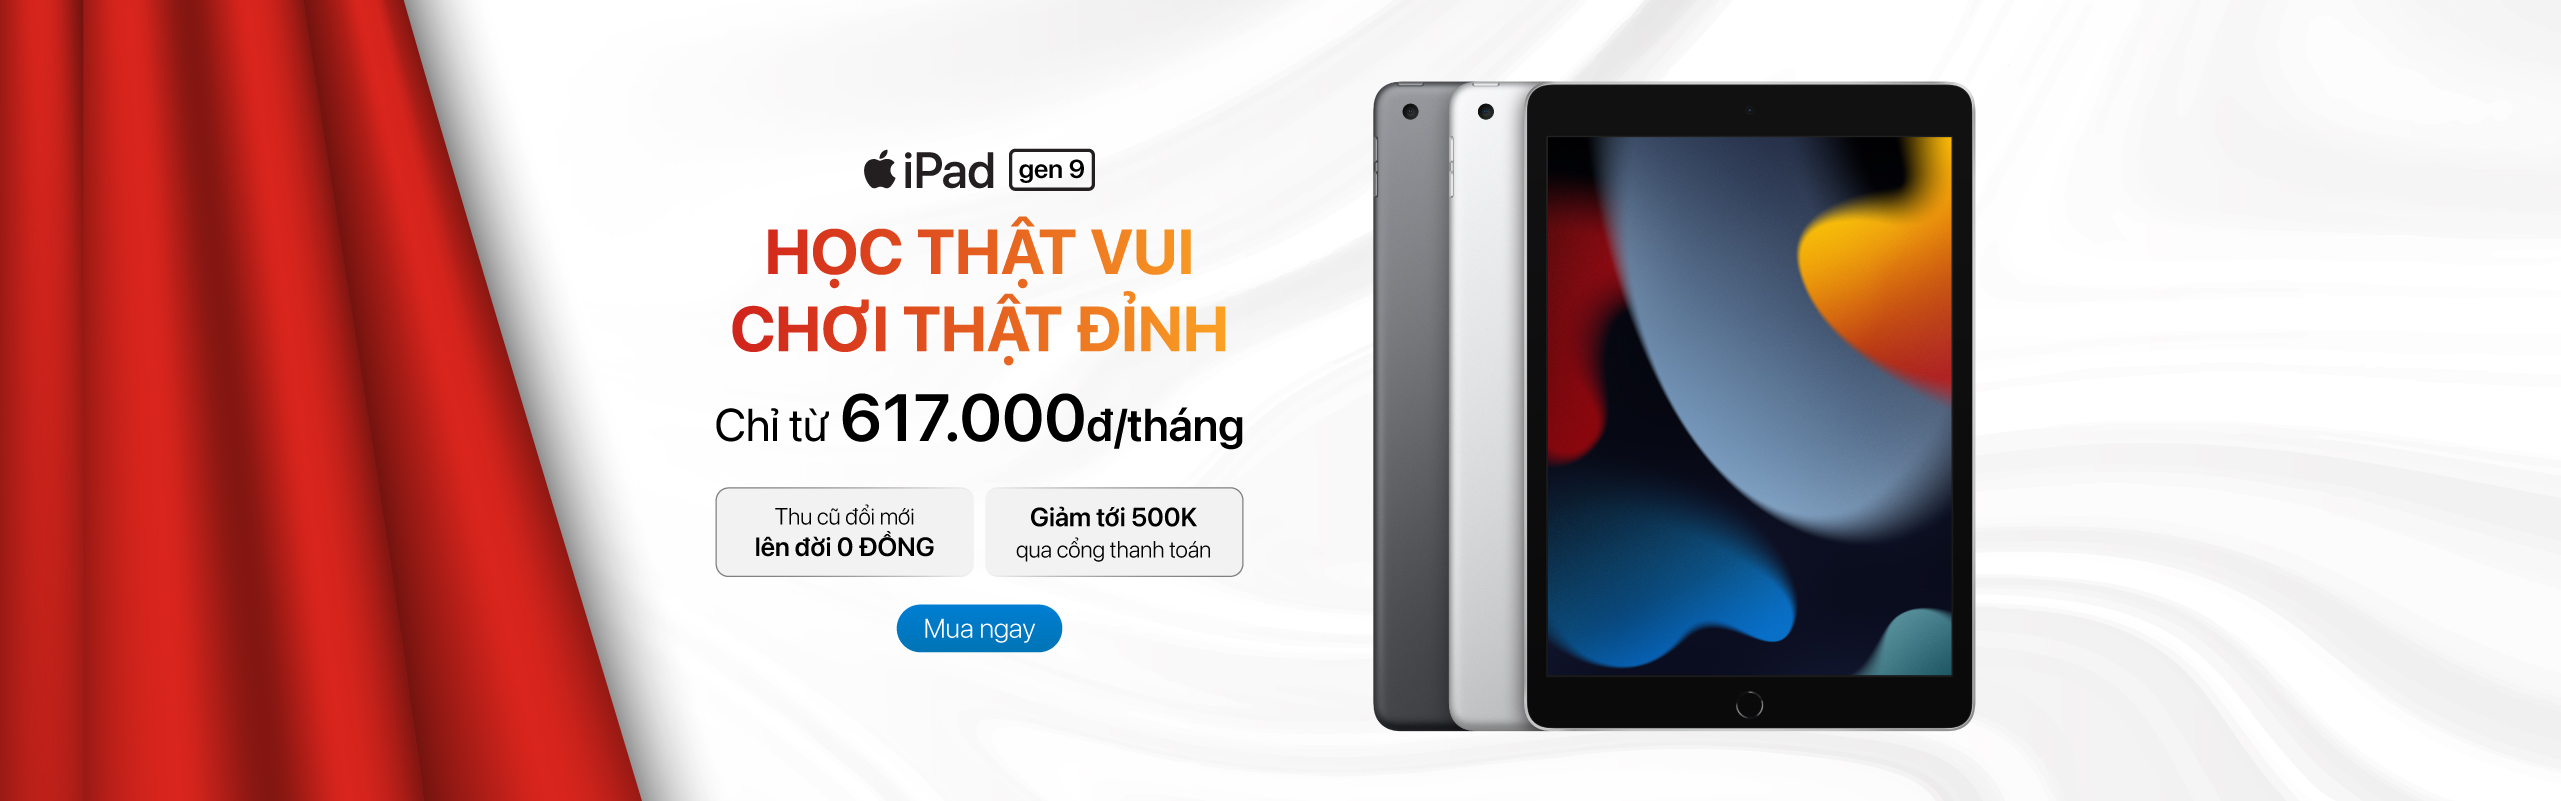 iPad gen 9
HỌC THẬT VUI
CHƠI THẬT ĐỈNH
Chỉ từ 617.000đ/tháng
Thu cũ đổi mới
lên đời 0 ĐỒNG
Giảm tới 500K
qua cổng thanh toán
Mua ngay